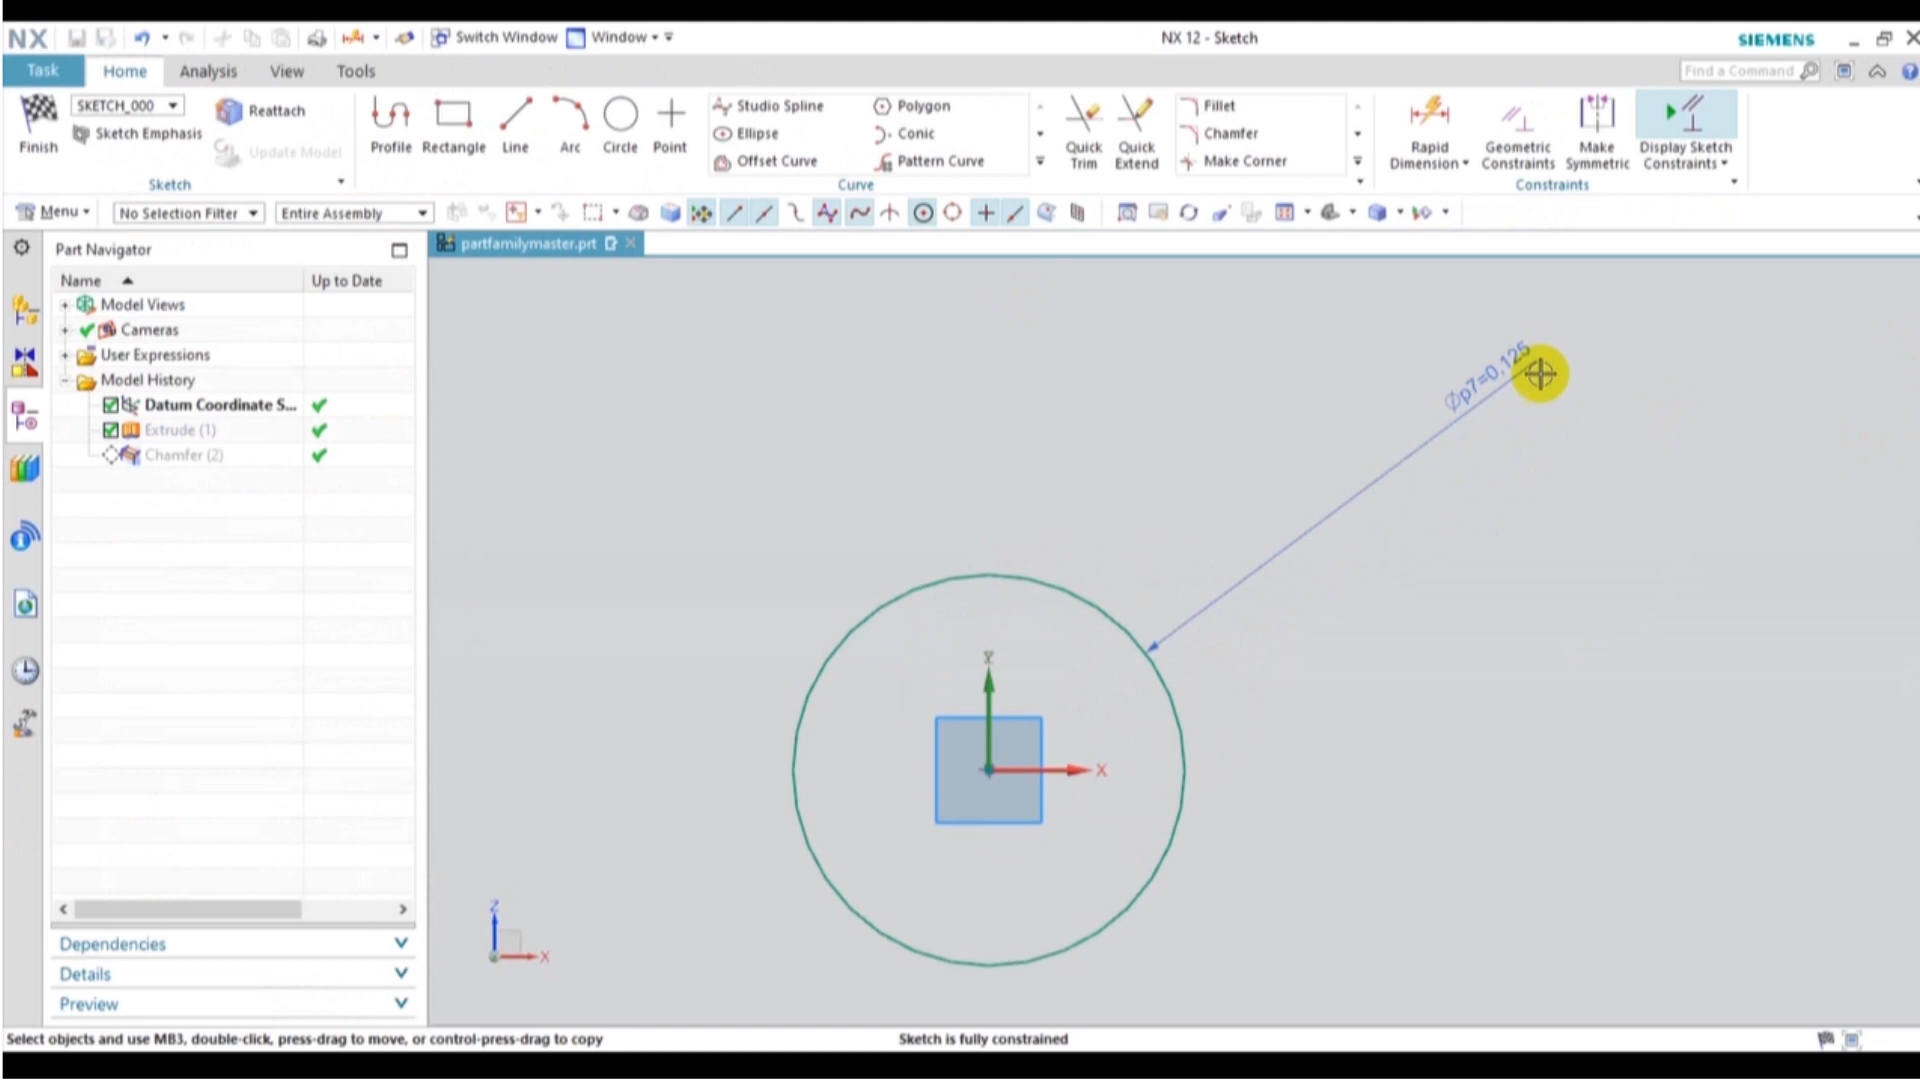 NX Switch Window Window NX 12 - Sketch SIEMENS
Task Home Analysis View Tools Find a Command
Finish
SKETCH_000
Sketch Emphasis
Reattach
Update Model
Sketch
Profile Rectangle Line Arc Circle Point
Studio Spline Polygon
Ellipse Conic
Offset Curve Pattern Curve
Quick Trim
Quick Extend
Fillet
Chamfer
Make Corner
Curve
Rapid Dimension
Geometric Constraints
Make Symmetric
Display Sketch Constraints
Constraints
Menu No Selection Filter Entire Assembly
Part Navigator
partfamilymaster.prt
Name Up to Date
Model Views
Cameras
User Expressions
Model History
Datum Coordinate S...
Extrude (1)
Chamfer (2)
Øp7=0,125
Y
X
Z
X
Dependencies
Details
Preview
Select objects and use MB3, double-click, press-drag to move, or control-press-drag to copy Sketch is fully constrained